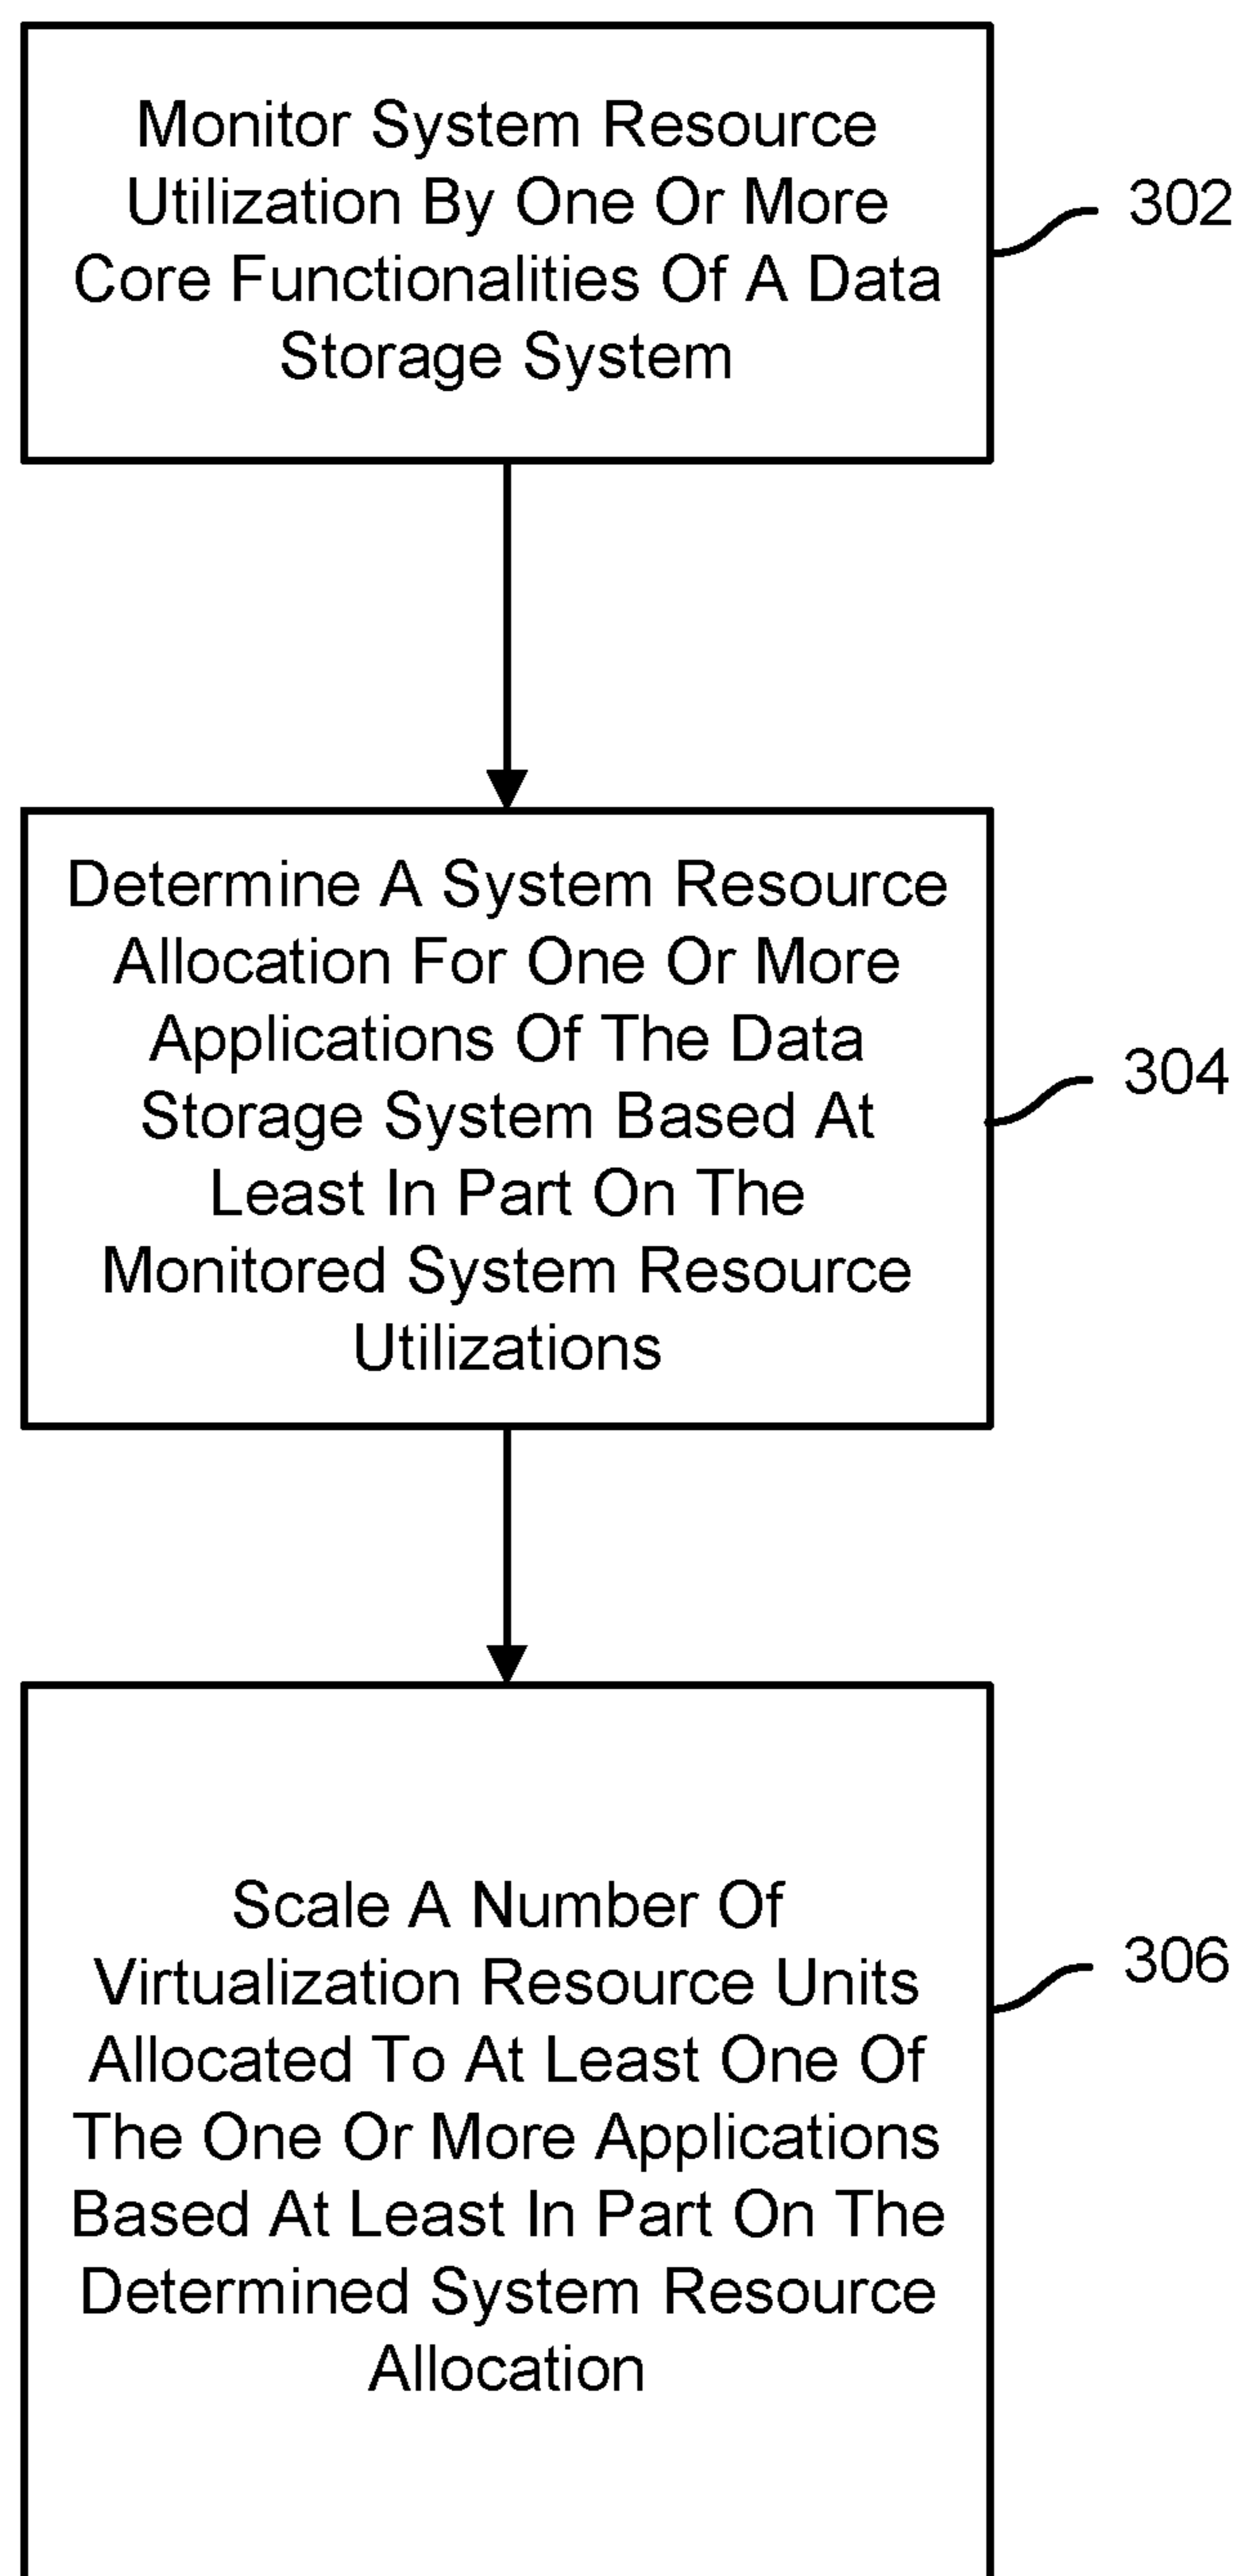 Monitor System Resource
Utilization By One Or More
Core Functionalities Of A Data
Storage System
302
Determine A System Resource
Allocation For One Or More
Applications Of The Data
Storage System Based At
Least In Part On The
Monitored System Resource
Utilizations
304
Scale A Number Of
Virtualization Resource Units
Allocated To At Least One Of
The One Or More Applications
Based At Least In Part On The
Determined System Resource
Allocation
306